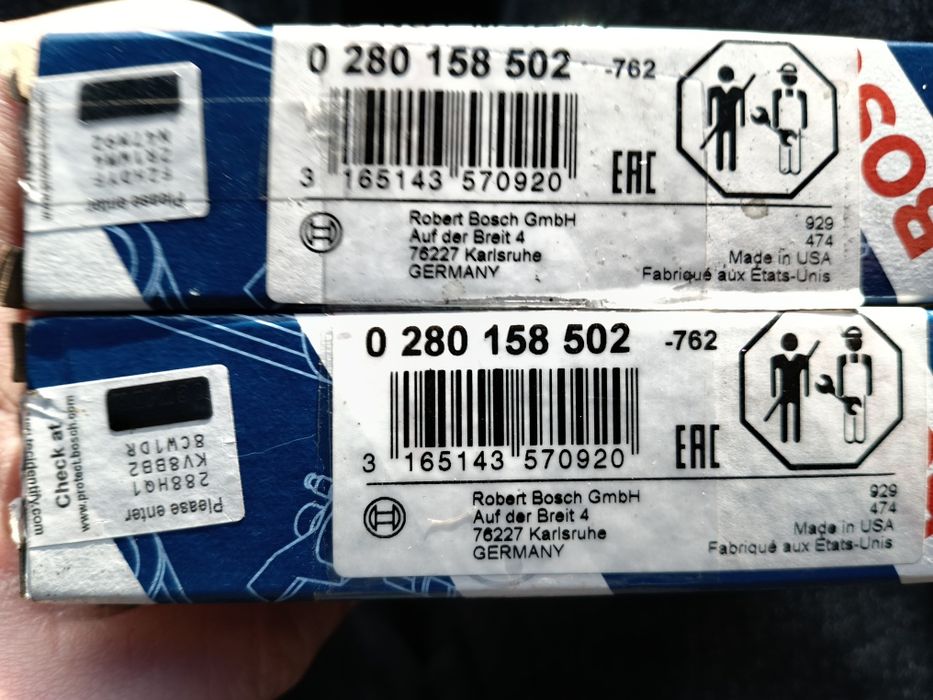 0 280 158 502 -762
3 165143 570920
EAC
Robert Bosch GmbH
Auf der Breit 4
76227 Karlsruhe
GERMANY
929
474
Made in USA
Fabriqué aux États-Unis
BOS
Please enter
0 280 158 502 -762
3 165143 570920
EAC
Robert Bosch GmbH
Auf der Breit 4
76227 Karlsruhe
GERMANY
929
474
Made in USA
Fabriqué aux États-Unis
Check at
www.protect.bosch.com
Please enter
288HQ1
KV8BB2
8CW1DR